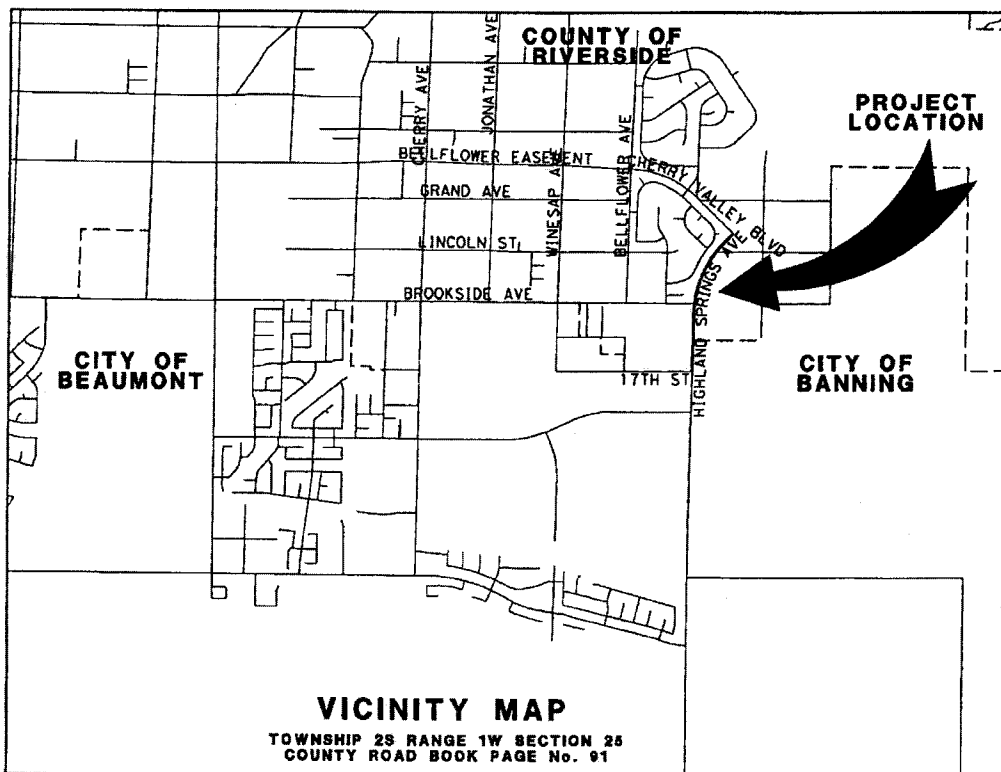 COUNTY OF
RIVERSIDE
PROJECT
LOCATION
CHERRY AVE
JONATHAN AVE
BELLFLOWER EASEMENT
CHERRY VALLEY BLVD
GRAND AVE
WINESAP AVE
BELLFLOWER AVE
LINCOLN ST
BROOKSIDE AVE
HIGHLAND SPRINGS AVE
CITY OF
BEAUMONT
CITY OF
BANNING
17TH ST
VICINITY MAP
TOWNSHIP 2S RANGE 1W SECTION 25
COUNTY ROAD BOOK PAGE No. 91